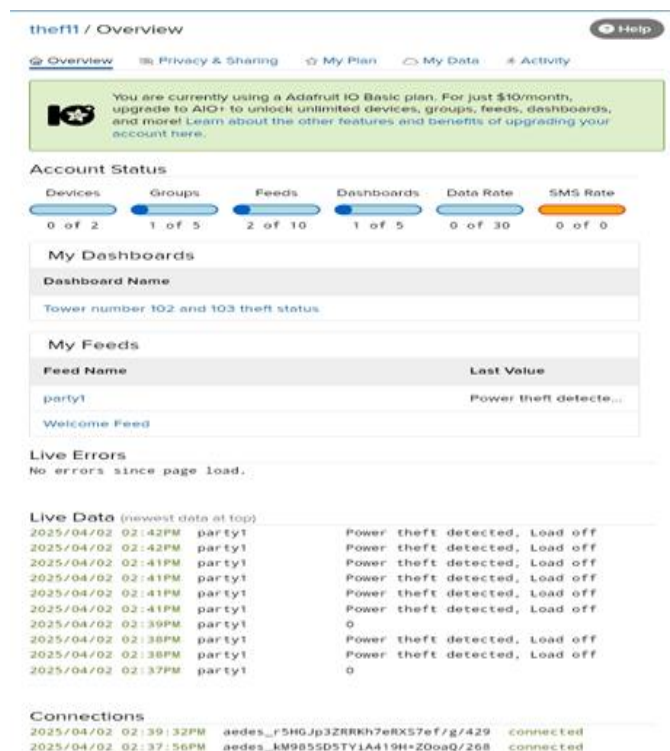 thef11 / Overview
Help
Overview Privacy & Sharing My Plan My Data Activity
IO
You are currently using a Adafruit IO Basic plan. For just $10/month,
upgrade to AIO+ to unlock unlimited devices, groups, feeds, dashboards,
and more! Learn about the other features and benefits of upgrading your
account here.
Account Status
Devices Groups Feeds Dashboards Data Rate SMS Rate
0 of 2 1 of 5 2 of 10 1 of 5 0 of 30 0 of 0
My Dashboards
Dashboard Name
Tower number 102 and 103 theft status
My Feeds
Feed Name Last Value
party1 Power theft detecte...
Welcome Feed
Live Errors
No errors since page load.
Live Data (newest data at top)
2025/04/02 02:42PM party1 Power theft detected, Load off
2025/04/02 02:42PM party1 Power theft detected, Load off
2025/04/02 02:41PM party1 Power theft detected, Load off
2025/04/02 02:41PM party1 Power theft detected, Load off
2025/04/02 02:41PM party1 Power theft detected, Load off
2025/04/02 02:41PM party1 Power theft detected, Load off
2025/04/02 02:39PM party1 0
2025/04/02 02:38PM party1 Power theft detected, Load off
2025/04/02 02:38PM party1 Power theft detected, Load off
2025/04/02 02:37PM party1 0
Connections
2025/04/02 02:39:32PM connected
2025/04/02 02:37:56PM connected